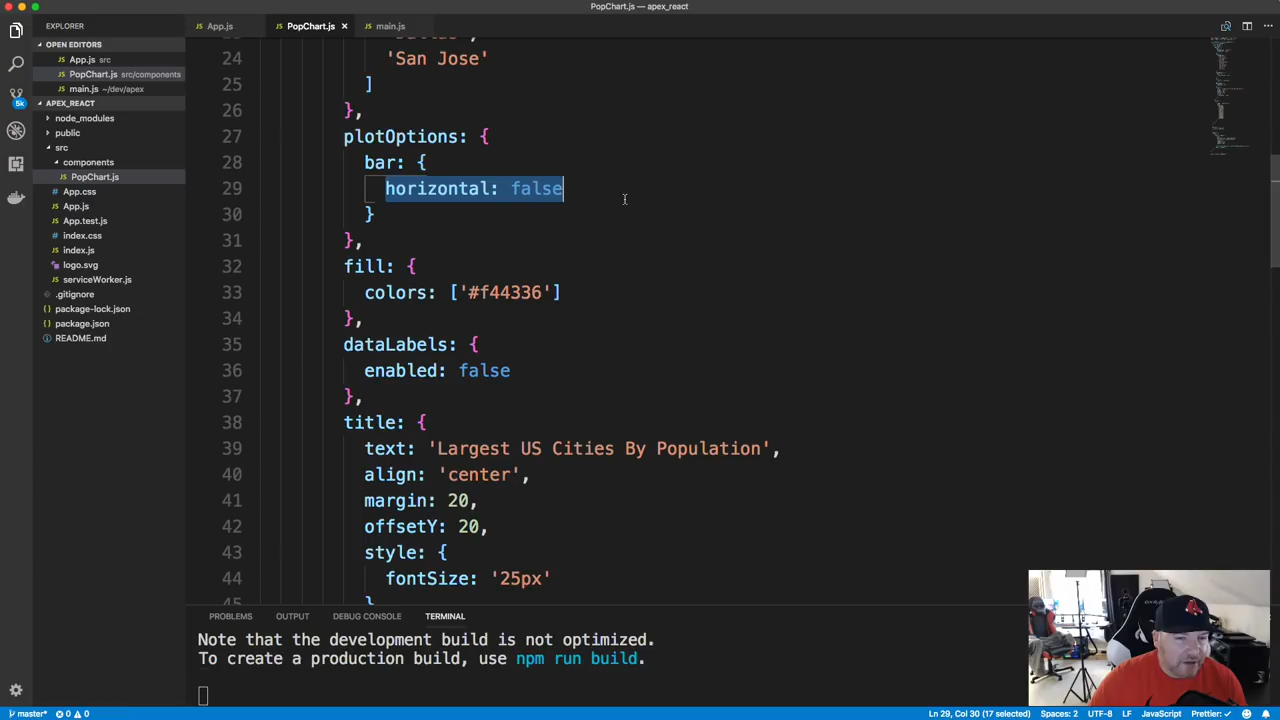 PopChart.js — apex_react
EXPLORER
App.js
PopChart.js
main.js
OPEN EDITORS
App.js src
PopChart.js src/components
main.js ~/dev/apex
5k
APEX_REACT
node_modules
public
src
components
PopChart.js
App.css
App.js
App.test.js
index.css
index.js
logo.svg
serviceWorker.js
.gitignore
package-lock.json
package.json
README.md
24 'San Jose'
25 ]
26 },
27 plotOptions: {
28 bar: {
29 horizontal: false
30 }
31 },
32 fill: {
33 colors: ['#f44336']
34 },
35 dataLabels: {
36 enabled: false
37 },
38 title: {
39 text: 'Largest US Cities By Population',
40 align: 'center',
41 margin: 20,
42 offsetY: 20,
43 style: {
44 fontSize: '25px'
45 }
PROBLEMS OUTPUT DEBUG CONSOLE TERMINAL
Note that the development build is not optimized.
To create a production build, use npm run build.
master* 0 0
Ln 29, Col 30 (17 selected) Spaces: 2 UTF-8 LF JavaScript Prettier: ✓